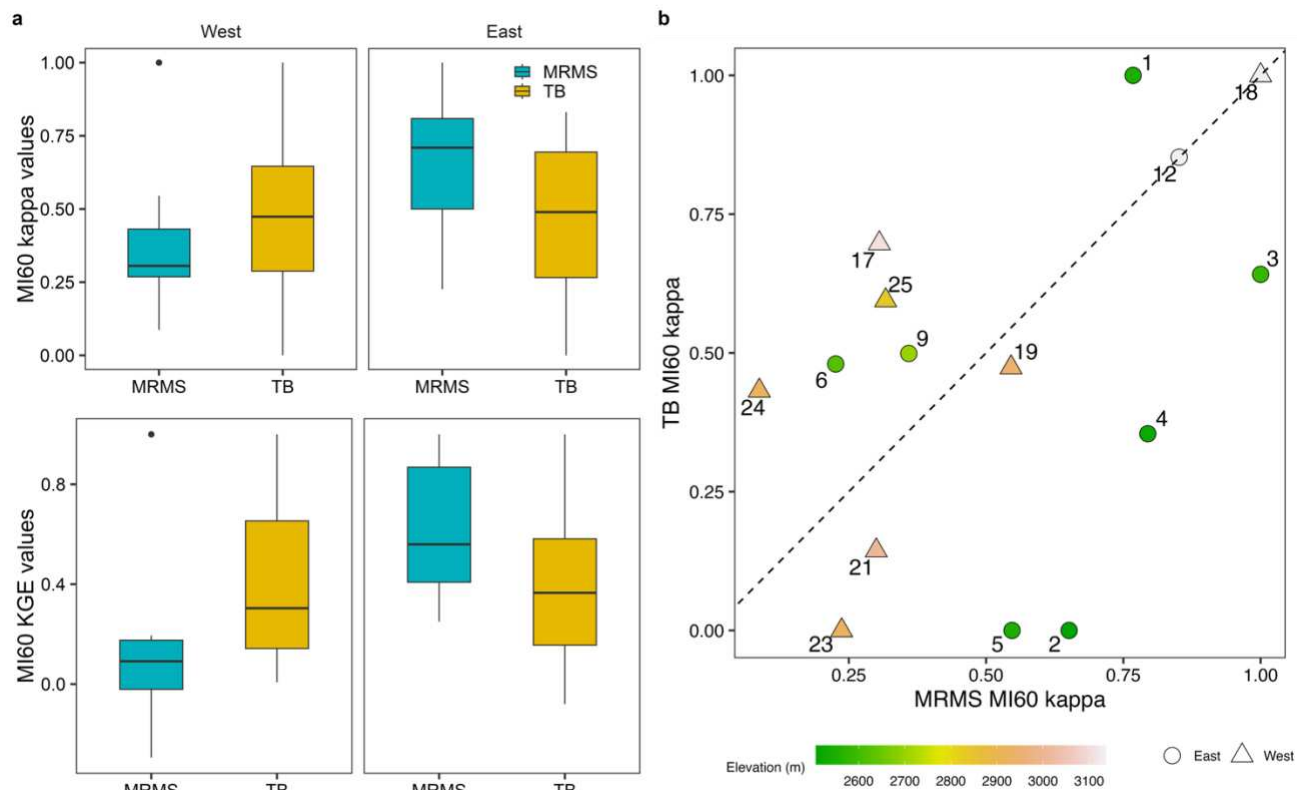 a
West
East
MI60 kappa values
1.00
0.75
0.50
0.25
0.00
MRMS
TB
MRMS
TB
MRMS
TB
MI60 KGE values
0.8
0.4
0.0
MRMS
TB
MRMS
TB
b
TB MI60 kappa
1.00
0.75
0.50
0.25
0.00
1
18
12
3
17
25
9
6
19
24
4
21
23
5
2
0.25
0.50
0.75
1.00
MRMS MI60 kappa
Elevation (m)
2600 2700 2800 2900 3000 3100
East
West